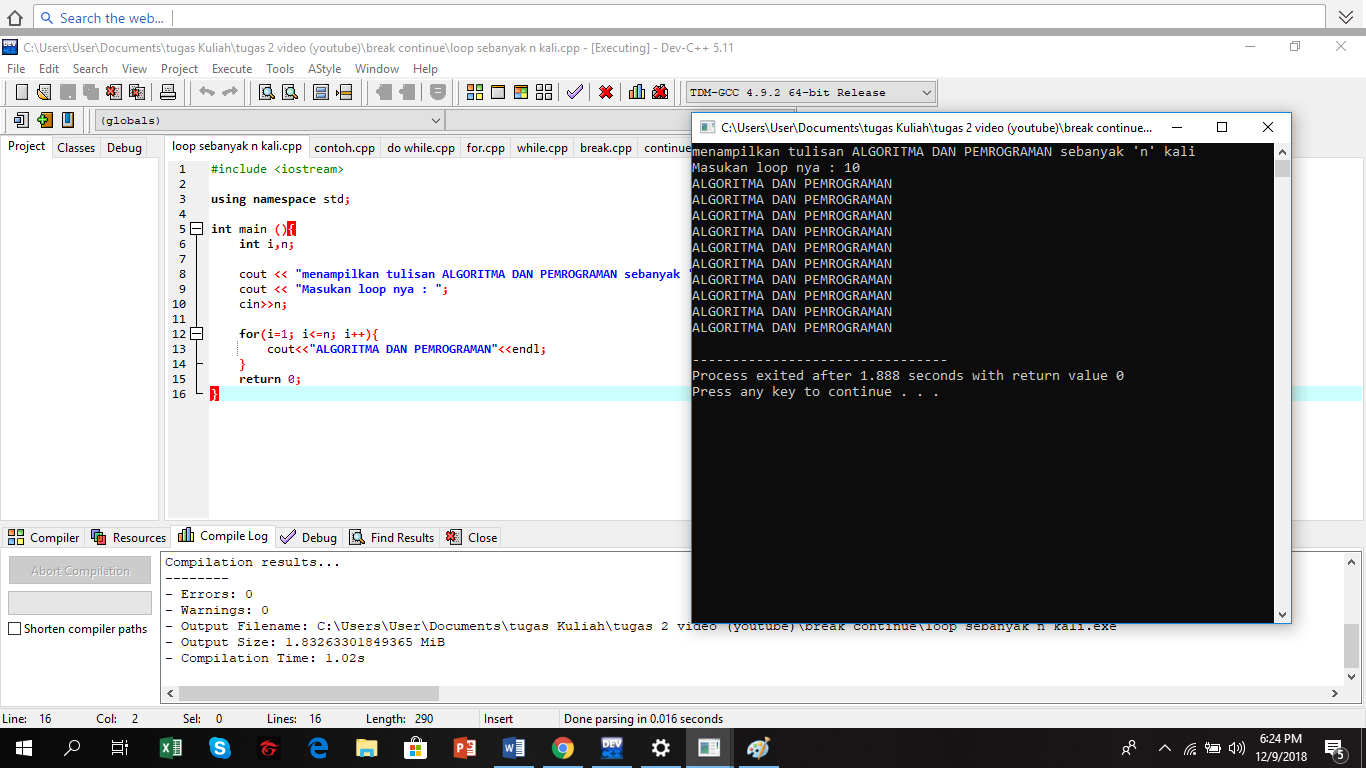 Search the web...
C:\Users\User\Documents\tugas Kuliah\tugas 2 video (youtube)\break continue\loop sebanyak n kali.cpp - [Executing] - Dev-C++ 5.11
File Edit Search View Project Execute Tools AStyle Window Help
TDM-GCC 4.9.2 64-bit Release
(globals)
Project Classes Debug
loop sebanyak n kali.cpp contoh.cpp do while.cpp for.cpp while.cpp break.cpp continue
1 #include <iostream>
2
3 using namespace std;
4
5 int main (){
6 int i,n;
7
8 cout << "menampilkan tulisan ALGORITMA DAN PEMROGRAMAN sebanyak '
9 cout << "Masukan loop nya : ";
10 cin>>n;
11
12 for(i=1; i<=n; i++){
13 cout<<"ALGORITMA DAN PEMROGRAMAN"<<endl;
14 }
15 return 0;
16 }
C:\Users\User\Documents\tugas Kuliah\tugas 2 video (youtube)\break continue...
menampilkan tulisan ALGORITMA DAN PEMROGRAMAN sebanyak 'n' kali
Masukan loop nya : 10
ALGORITMA DAN PEMROGRAMAN
ALGORITMA DAN PEMROGRAMAN
ALGORITMA DAN PEMROGRAMAN
ALGORITMA DAN PEMROGRAMAN
ALGORITMA DAN PEMROGRAMAN
ALGORITMA DAN PEMROGRAMAN
ALGORITMA DAN PEMROGRAMAN
ALGORITMA DAN PEMROGRAMAN
ALGORITMA DAN PEMROGRAMAN
ALGORITMA DAN PEMROGRAMAN
--------------------------------
Process exited after 1.888 seconds with return value 0
Press any key to continue . . .
Compiler Resources Compile Log Debug Find Results Close
Abort Compilation
Shorten compiler paths
Compilation results...
--------
- Errors: 0
- Warnings: 0
- Output Filename: C:\Users\User\Documents\tugas Kuliah\tugas 2 video (youtube)\break continue\loop sebanyak n kali.exe
- Output Size: 1.83263301849365 MiB
- Compilation Time: 1.02s
Line: 16 Col: 2 Sel: 0 Lines: 16 Length: 290 Insert Done parsing in 0.016 seconds
6:24 PM
12/9/2018
5